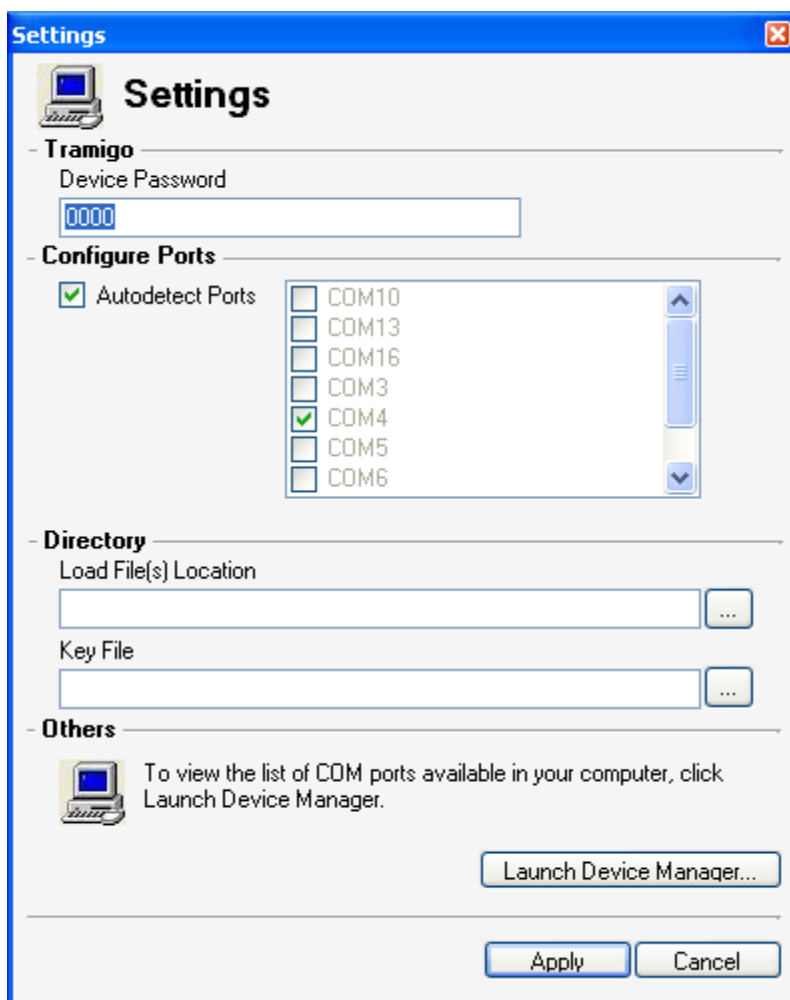 Settings
Settings
Tramigo
Device Password
0000
Configure Ports
Autodetect Ports
COM10
COM13
COM16
COM3
COM4
COM5
COM6
Directory
Load File(s) Location
...
Key File
...
Others
To view the list of COM ports available in your computer, click
Launch Device Manager.
Launch Device Manager...
Apply
Cancel